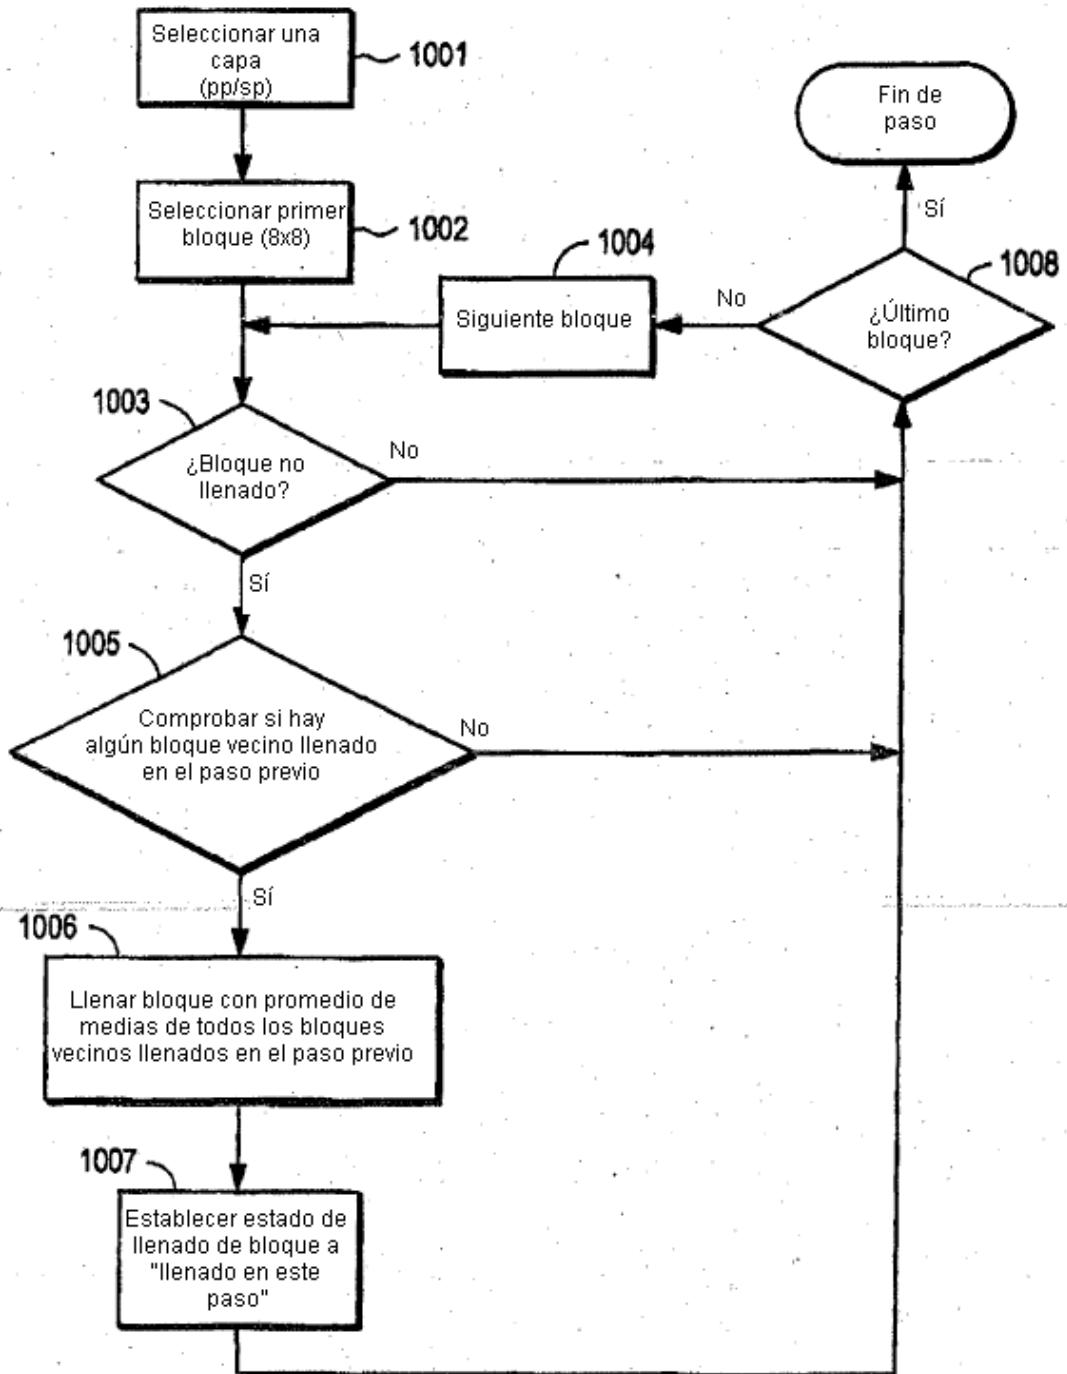 Seleccionar una
capa
(pp/sp)
1001
Fin de
paso
Seleccionar primer
bloque (8x8)
1002
Sí
1004
1008
Siguiente bloque
No
¿Último
bloque?
1003
¿Bloque no
llenado?
No
Sí
1005
Comprobar si hay
algún bloque vecino llenado
en el paso previo
No
Sí
1006
Llenar bloque con promedio de
medias de todos los bloques
vecinos llenados en el paso previo
1007
Establecer estado de
llenado de bloque a
"llenado en este
paso"